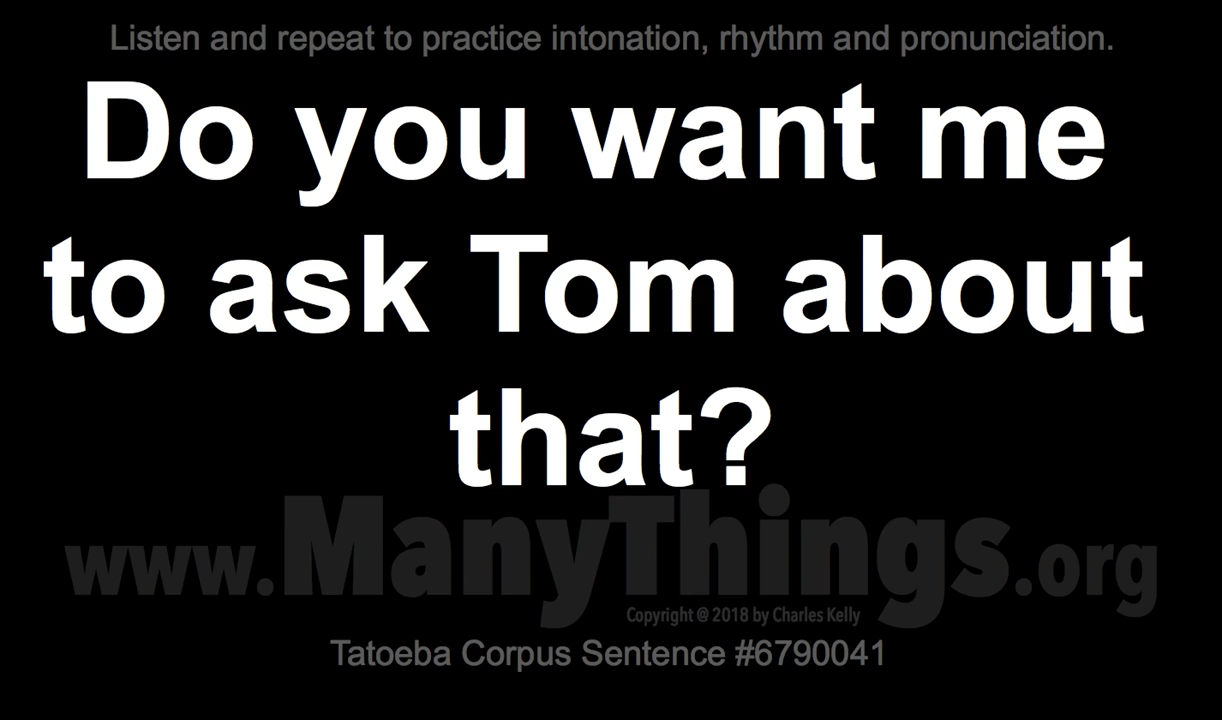 Listen and repeat to practice intonation, rhythm and pronunciation.
Do you want me
to ask Tom about
that?
www.ManyThings.org
Copyright @ 2018 by Charles Kelly
Tatoeba Corpus Sentence #6790041